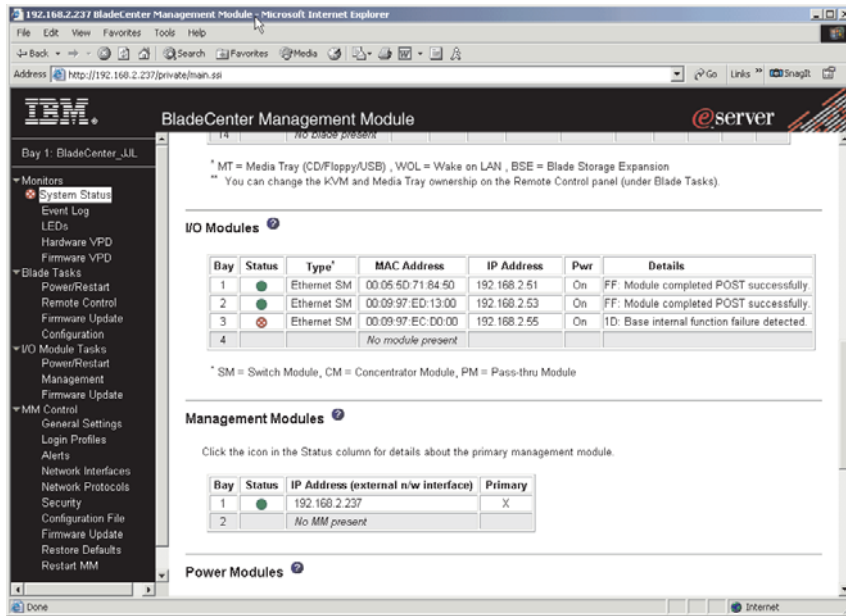 192.168.2.237 BladeCenter Management Module - Microsoft Internet Explorer
File Edit View Favorites Tools Help
Back Search Favorites Media
Address http://192.168.2.237/private/main.ssi Go Links » SnagIt
IBM. BladeCenter Management Module @server
Bay 1: BladeCenter_JJL
Monitors
System Status
Event Log
LEDs
Hardware VPD
Firmware VPD
Blade Tasks
Power/Restart
Remote Control
Firmware Update
Configuration
I/O Module Tasks
Power/Restart
Management
Firmware Update
MM Control
General Settings
Login Profiles
Alerts
Network Interfaces
Network Protocols
Security
Configuration File
Firmware Update
Restore Defaults
Restart MM
14 No blade present
* MT = Media Tray (CD/Floppy/USB) , WOL = Wake on LAN , BSE = Blade Storage Expansion
** You can change the KVM and Media Tray ownership on the Remote Control panel (under Blade Tasks).
I/O Modules ?
Bay Status Type* MAC Address IP Address Pwr Details
1 Ethernet SM 00:05:5D:71:84:50 192.168.2.51 On FF: Module completed POST successfully.
2 Ethernet SM 00:09:97:ED:13:00 192.168.2.53 On FF: Module completed POST successfully.
3 Ethernet SM 00:09:97:EC:D0:00 192.168.2.55 On 1D: Base internal function failure detected.
4 No module present
* SM = Switch Module, CM = Concentrator Module, PM = Pass-thru Module
Management Modules ?
Click the icon in the Status column for details about the primary management module.
Bay Status IP Address (external n/w interface) Primary
1 192.168.2.237 X
2 No MM present
Power Modules ?
Done Internet